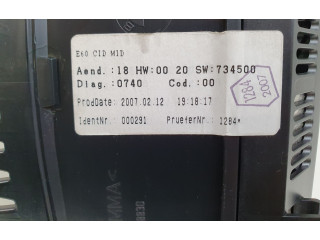 E60 CID MID
Aend.:18 HW:00 20 SW:734500
Diag.:0740 Cod.:00
ProdDate: 2007.02.12 19:18:17
IdentNr: 000291 PrueferNr.: 1284*
1284
2007